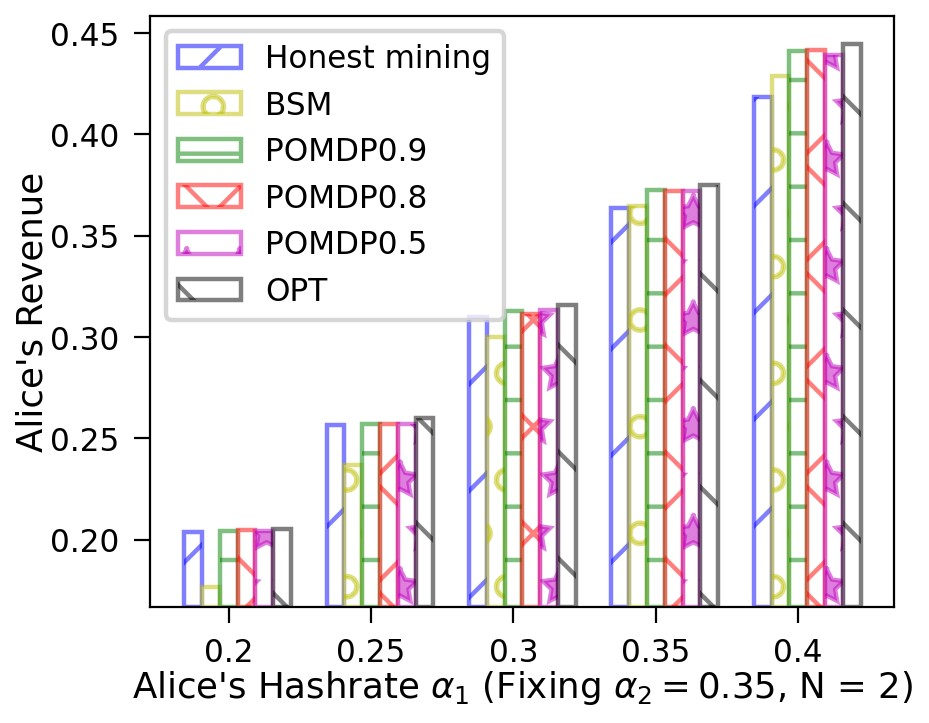 0.45
0.40
0.35
0.30
0.25
0.20
Alice's Revenue
Honest mining
BSM
POMDP0.9
POMDP0.8
POMDP0.5
OPT
0.2 0.25 0.3 0.35 0.4
Alice's Hashrate α₁ (Fixing α₂ = 0.35, N = 2)